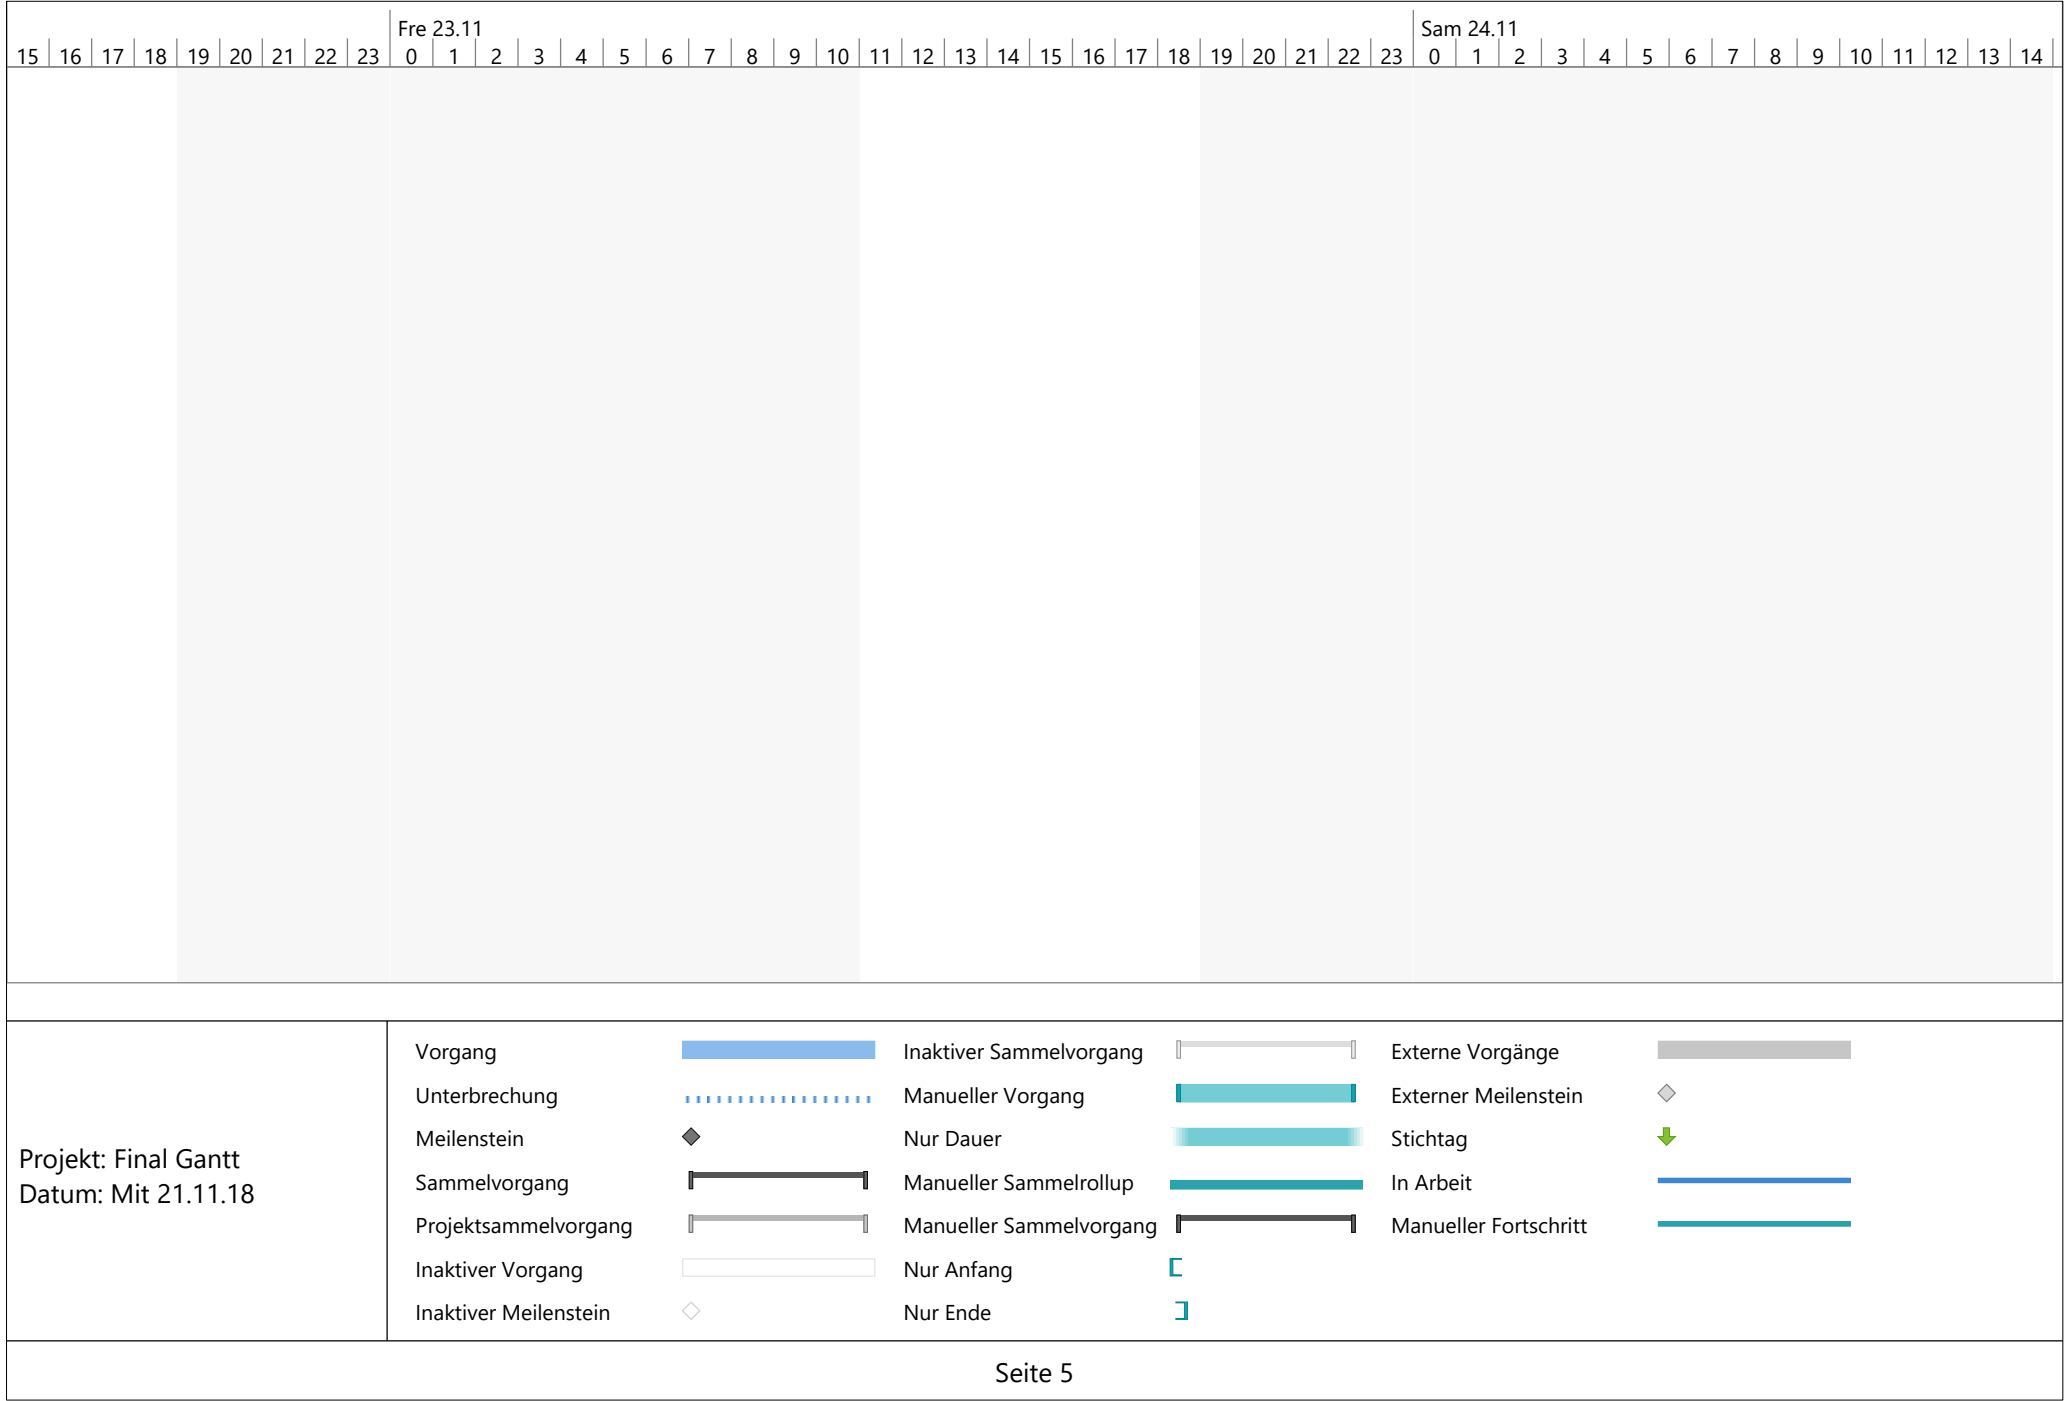 Fre 23.11 Sam 24.11
15 16 17 18 19 20 21 22 23 0 1 2 3 4 5 6 7 8 9 10 11 12 13 14 15 16 17 18 19 20 21 22 23 0 1 2 3 4 5 6 7 8 9 10 11 12 13 14
Projekt: Final Gantt
Datum: Mit 21.11.18
Vorgang
Unterbrechung
Meilenstein
Sammelvorgang
Projektsammelvorgang
Inaktiver Vorgang
Inaktiver Meilenstein
Inaktiver Sammelvorgang
Manueller Vorgang
Nur Dauer
Manueller Sammelrollup
Manueller Sammelvorgang
Nur Anfang
Nur Ende
Externe Vorgänge
Externer Meilenstein
Stichtag
In Arbeit
Manueller Fortschritt
Seite 5